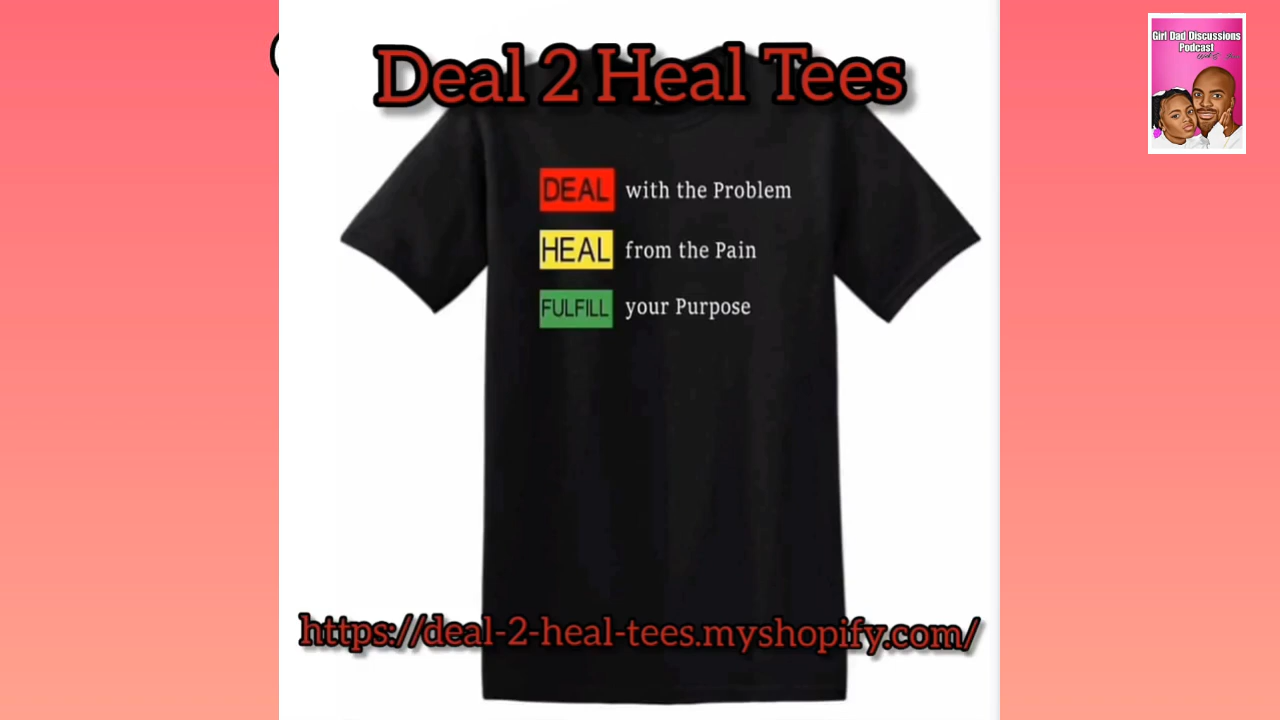 Deal 2 Heal Tees
Girl Dad Discussions
Podcast
DEAL with the Problem
HEAL from the Pain
FULFILL your Purpose
https://deal-2-heal-tees.myshopify.com/